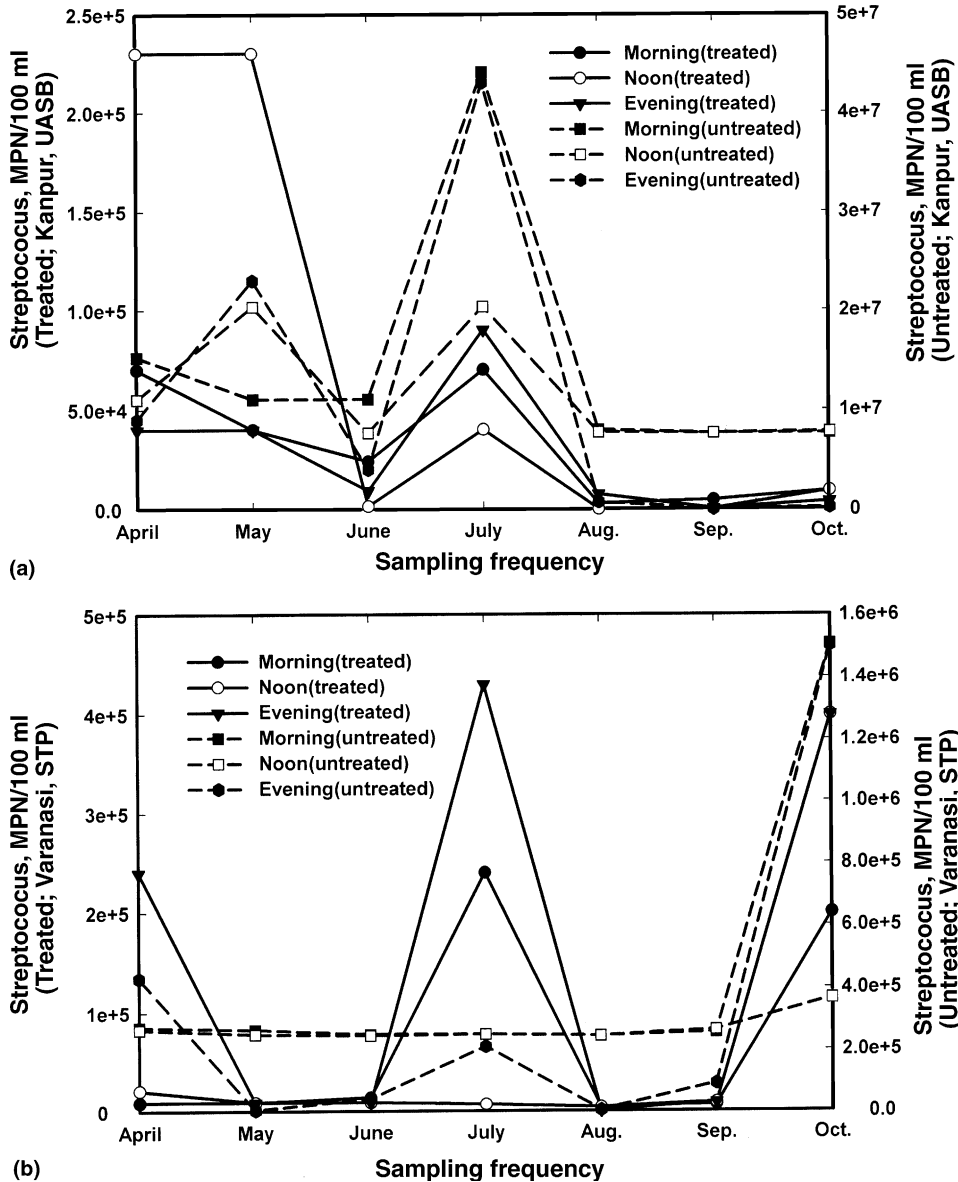 2.5e+5
2.0e+5
1.5e+5
1.0e+5
5.0e+4
0.0
Streptococus, MPN/100 ml
(Treated; Kanpur, UASB)
Morning(treated)
Noon(treated)
Evening(treated)
Morning(untreated)
Noon(untreated)
Evening(untreated)
5e+7
4e+7
3e+7
2e+7
1e+7
0
Streptococus, MPN/100 ml
(Untreated; Kanpur, UASB)
April May June July Aug. Sep. Oct.
Sampling frequency
(a)
5e+5
4e+5
3e+5
2e+5
1e+5
0
Streptococus, MPN/100 ml
(Treated; Varanasi, STP)
Morning(treated)
Noon(treated)
Evening(treated)
Morning(untreated)
Noon(untreated)
Evening(untreated)
1.6e+6
1.4e+6
1.2e+6
1.0e+6
8.0e+5
6.0e+5
4.0e+5
2.0e+5
0.0
Streptococus, MPN/100 ml
(Untreated; Varanasi, STP)
April May June July Aug. Sep. Oct.
Sampling frequency
(b)